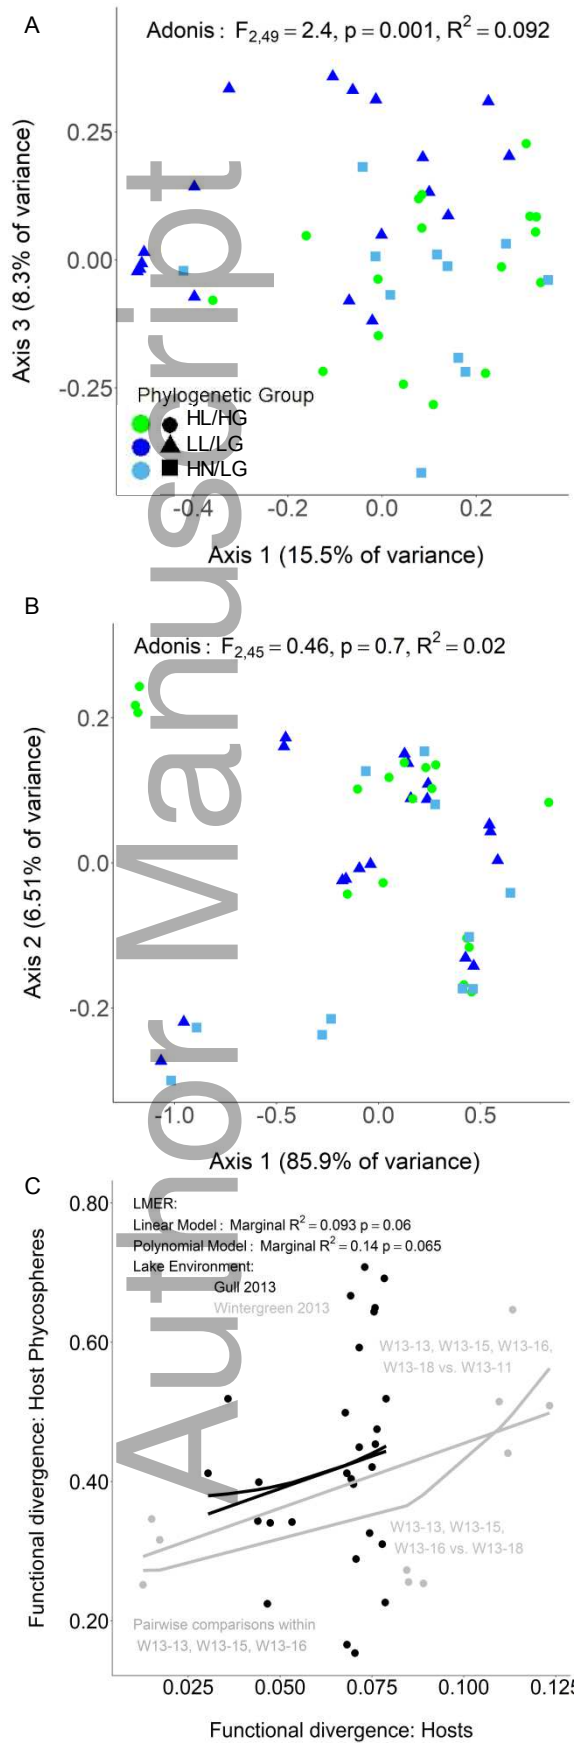 A
Adonis : F2,49 = 2.4, p = 0.001, R2 = 0.092
Axis 3 (8.3% of variance)
0.25
0.00
-0.25
Phylogenetic Group
HL/HG
LL/LG
HN/LG
-0.4 -0.2 0.0 0.2
Axis 1 (15.5% of variance)
B
Adonis : F2,45 = 0.46, p = 0.7, R2 = 0.02
Axis 2 (6.51% of variance)
0.2
0.0
-0.2
-1.0 -0.5 0.0 0.5
Axis 1 (85.9% of variance)
C
Functional divergence: Host Phycospheres
0.80
0.60
0.40
0.20
LMER:
Linear Model : Marginal R2 = 0.093 p = 0.06
Polynomial Model : Marginal R2 = 0.14 p = 0.065
Lake Environment:
Gull 2013
Wintergreen 2013
W13-13, W13-15, W13-16,
W13-18 vs. W13-11
W13-13, W13-15,
W13-16 vs. W13-18
Pairwise comparisons within
W13-13, W13-15, W13-16
0.025 0.050 0.075 0.100 0.125
Functional divergence: Hosts
Author Manuscript